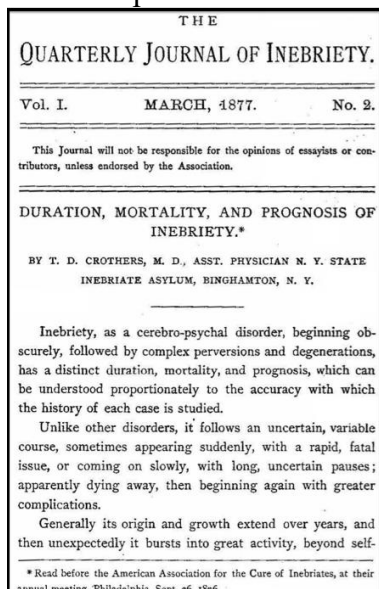 THE
QUARTERLY JOURNAL OF INEBRIETY.
Vol. I. MARCH, 1877. No. 2.
This Journal will not be responsible for the opinions of essayists or con-
tributors, unless endorsed by the Association.
DURATION, MORTALITY, AND PROGNOSIS OF
INEBRIETY.*
BY T. D. CROTHERS, M. D., ASST. PHYSICIAN N. Y. STATE
INEBRIATE ASYLUM, BINGHAMTON, N. Y.
Inebriety, as a cerebro-psychal disorder, beginning ob-
scurely, followed by complex perversions and degenerations,
has a distinct duration, mortality, and prognosis, which can
be understood proportionately to the accuracy with which
the history of each case is studied.
Unlike other disorders, it follows an uncertain, variable
course, sometimes appearing suddenly, with a rapid, fatal
issue, or coming on slowly, with long, uncertain pauses;
apparently dying away, then beginning again with greater
complications.
Generally its origin and growth extend over years, and
then unexpectedly it bursts into great activity, beyond self-
* Read before the American Association for the Cure of Inebriates, at their
annual meeting, Philadelphia, Sept.